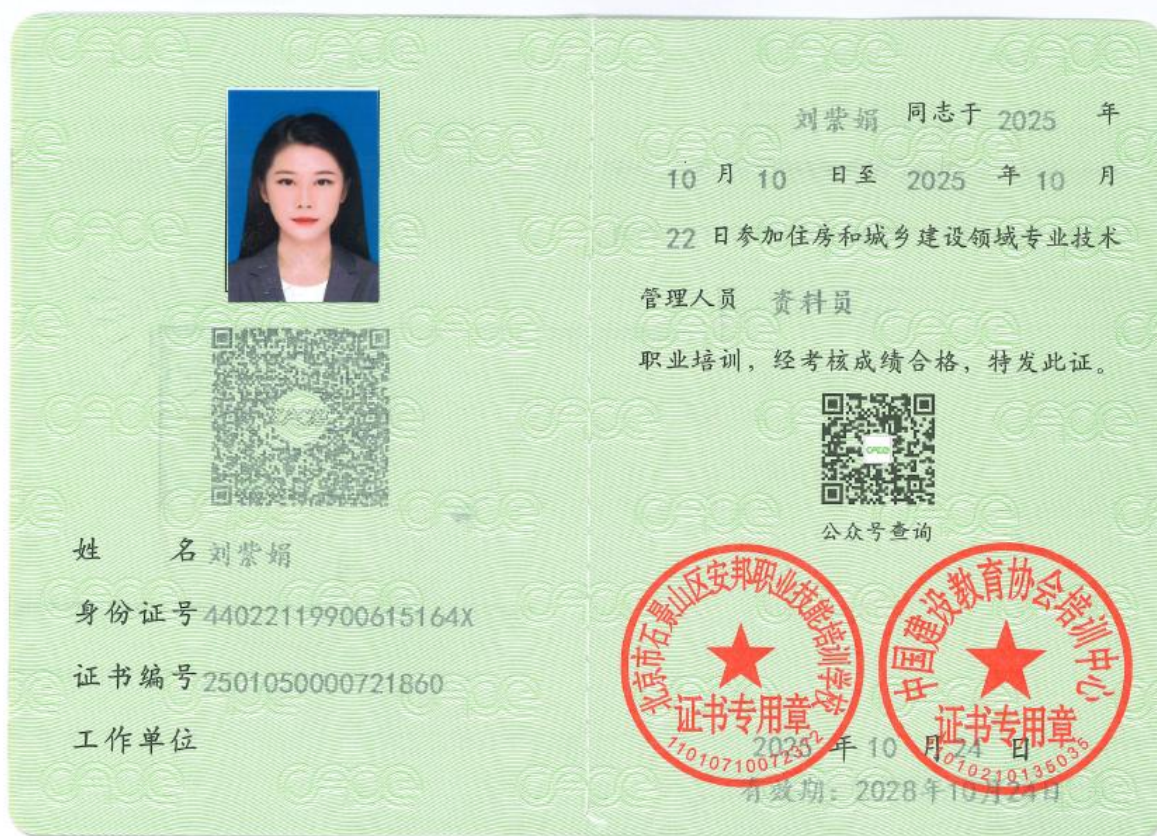 刘紫娟 同志于 2025 年
10 月 10 日至 2025 年 10 月
22 日参加住房和城乡建设领域专业技术
管理人员 资料员
职业培训，经考核成绩合格，特发此证。
公众号查询
姓 名 刘紫娟
身份证号 44022119900615164X
证书编号 2501050000721860
工作单位
北京市石景山区安邦职业技能培训学校
证书专用章
中国建设教育协会培训中心
证书专用章
2025 年 10 月 24 日
有效期：2028年10月24日